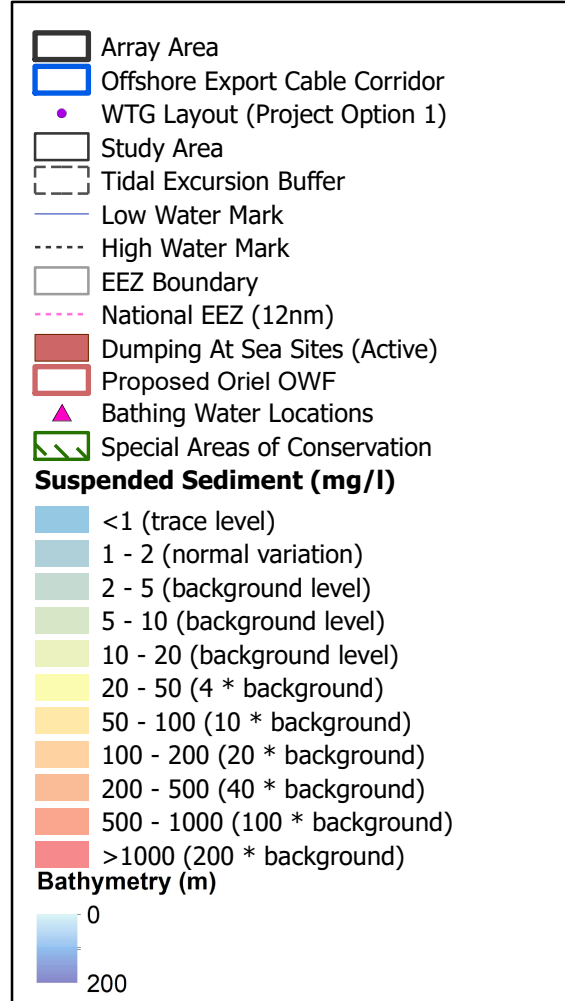 Array Area
Offshore Export Cable Corridor
WTG Layout (Project Option 1)
Study Area
Tidal Excursion Buffer
Low Water Mark
High Water Mark
EEZ Boundary
National EEZ (12nm)
Dumping At Sea Sites (Active)
Proposed Oriel OWF
Bathing Water Locations
Special Areas of Conservation
Suspended Sediment (mg/l)
<1 (trace level)
1 - 2 (normal variation)
2 - 5 (background level)
5 - 10 (background level)
10 - 20 (background level)
20 - 50 (4 * background)
50 - 100 (10 * background)
100 - 200 (20 * background)
200 - 500 (40 * background)
500 - 1000 (100 * background)
>1000 (200 * background)
Bathymetry (m)
0
200